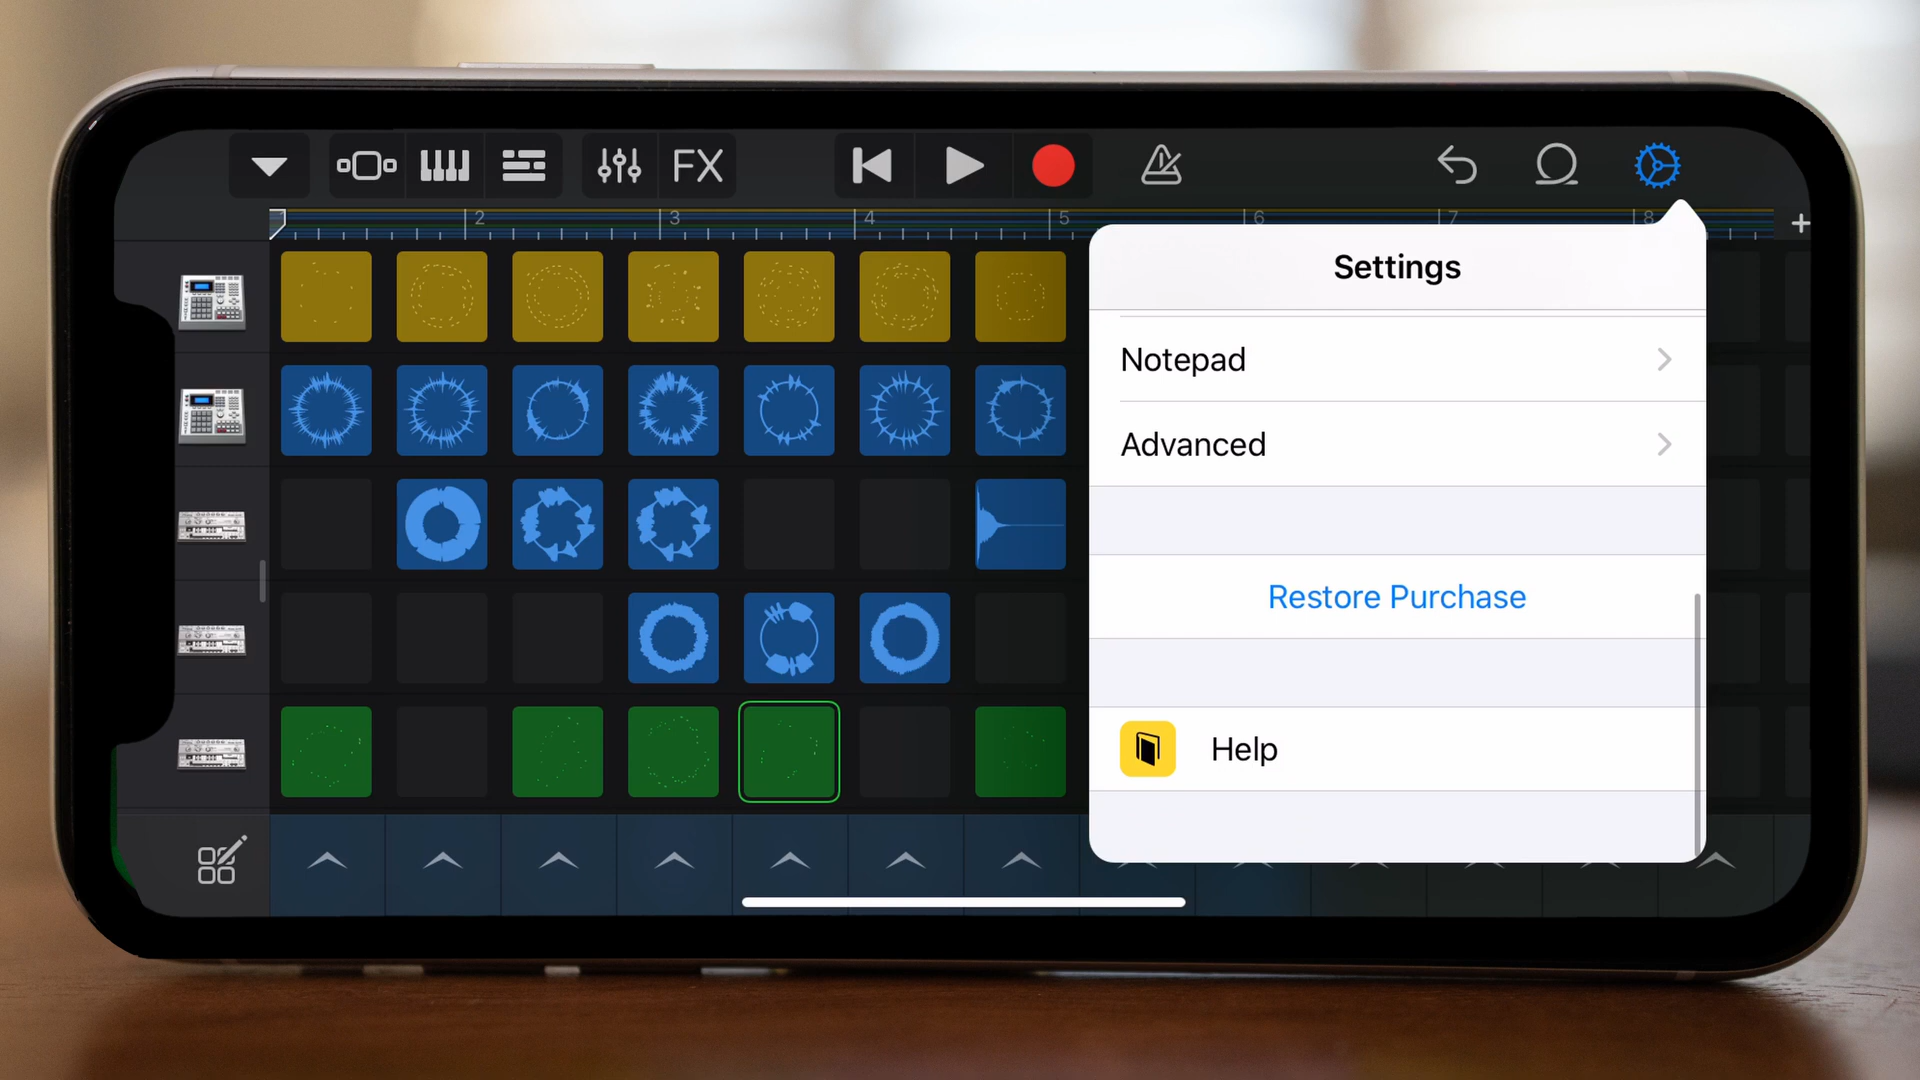 FX
2 3 4 5 6 7 8
Settings
Notepad
Advanced
Restore Purchase
Help